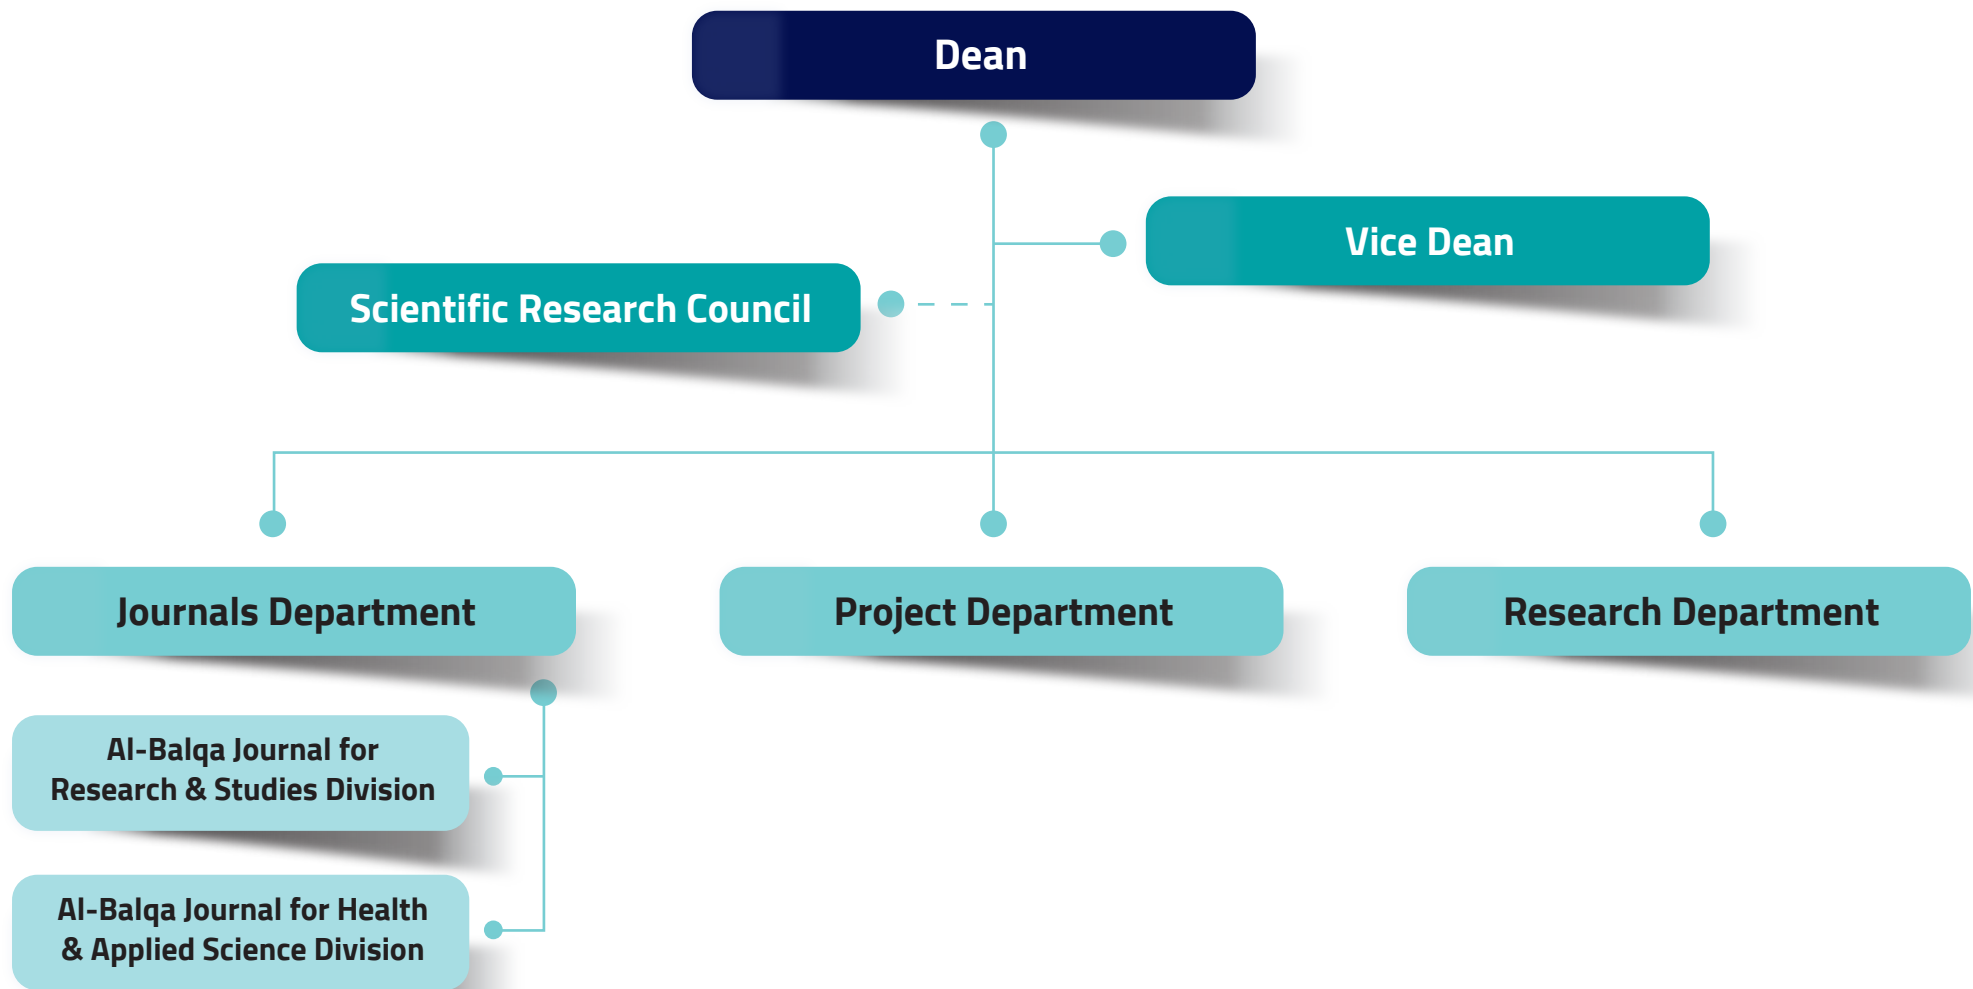 Dean
Vice Dean
Scientific Research Council
Journals Department
Project Department
Research Department
Al-Balqa Journal for
Research & Studies Division
Al-Balqa Journal for Health
& Applied Science Division